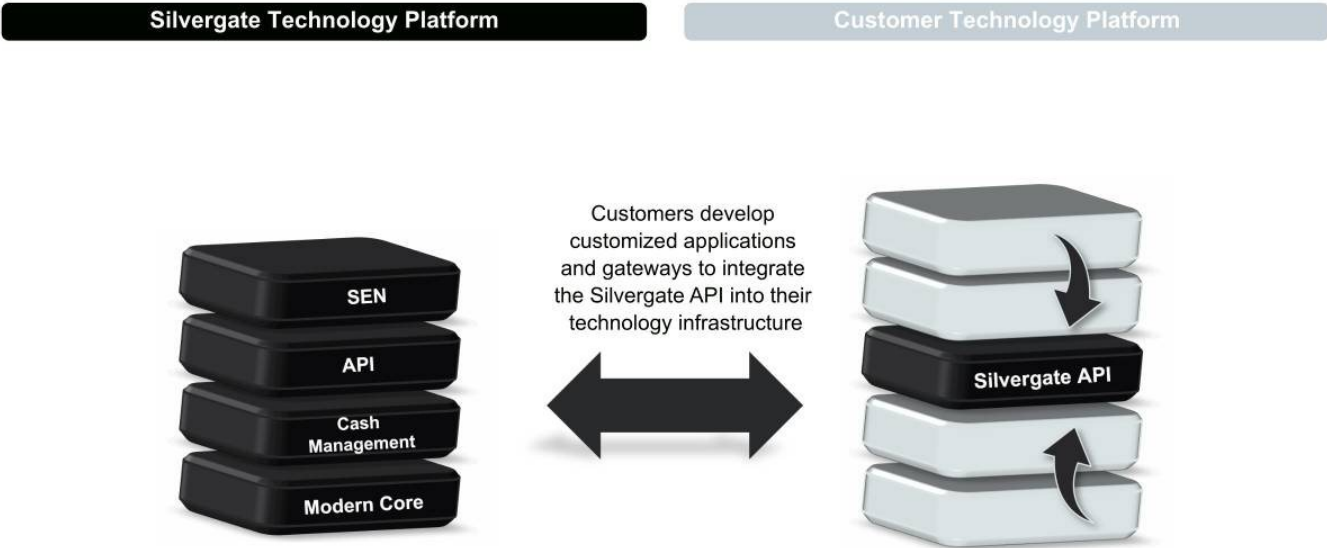 Silvergate Technology Platform
Customer Technology Platform
SEN
API
Cash
Management
Modern Core
Customers develop
customized applications
and gateways to integrate
the Silvergate API into their
technology infrastructure
Silvergate API